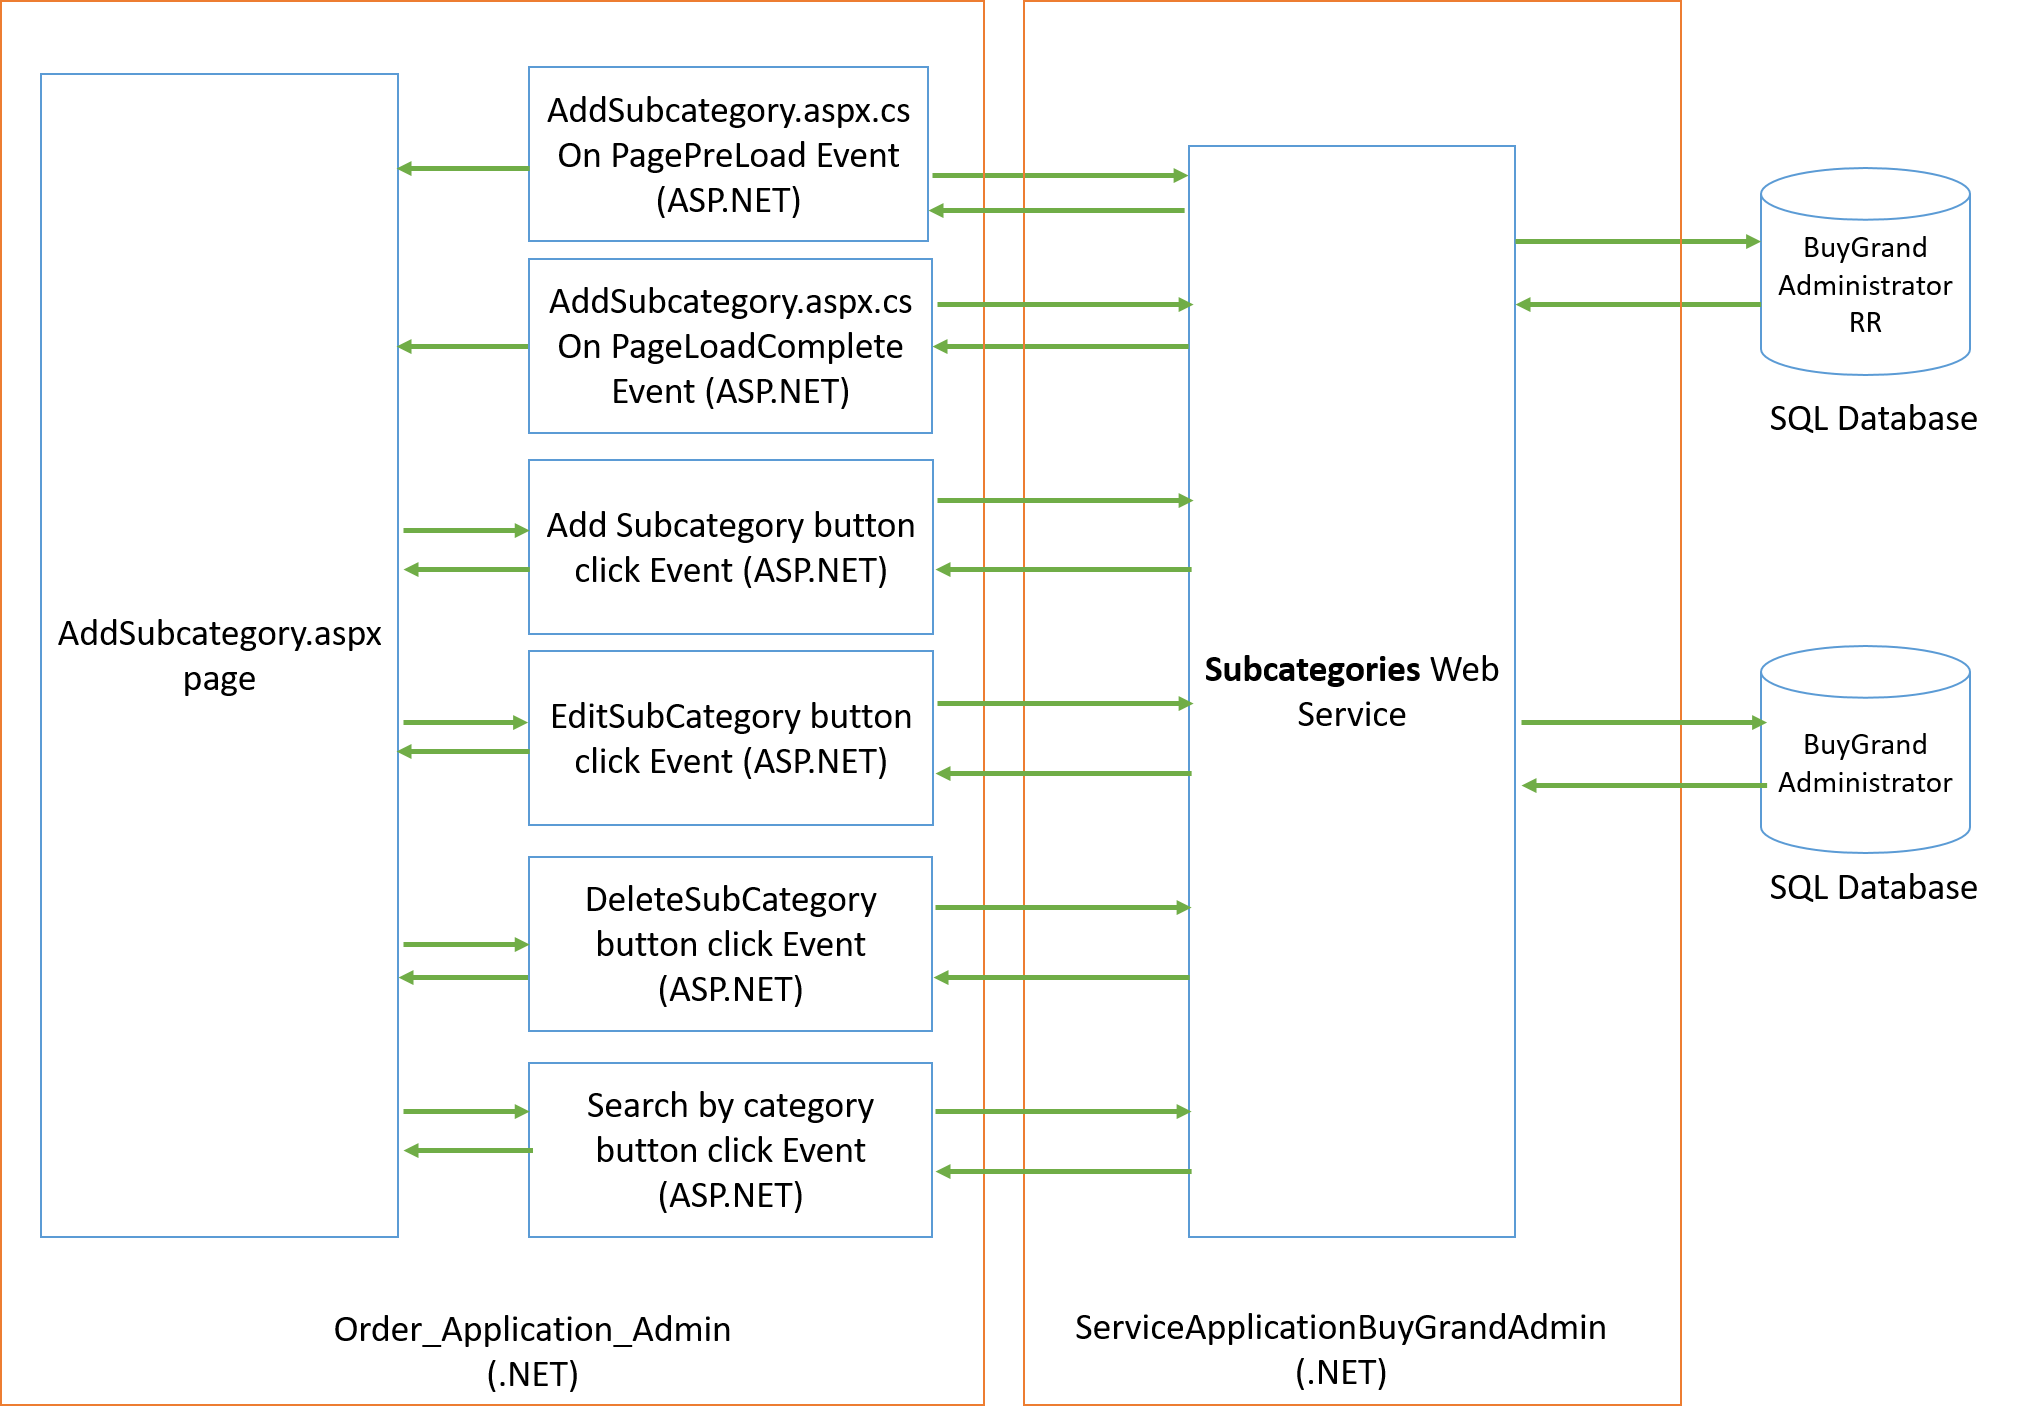 AddSubcategory.aspx
page
AddSubcategory.aspx.cs
On PagePreLoad Event
(ASP.NET)
AddSubcategory.aspx.cs
On PageLoadComplete
Event (ASP.NET)
Add Subcategory button
click Event (ASP.NET)
EditSubCategory button
click Event (ASP.NET)
DeleteSubCategory
button click Event
(ASP.NET)
Search by category
button click Event
(ASP.NET)
Order_Application_Admin
(.NET)
Subcategories Web
Service
ServiceApplicationBuyGrandAdmin
(.NET)
BuyGrand
Administrator
RR
SQL Database
BuyGrand
Administrator
SQL Database